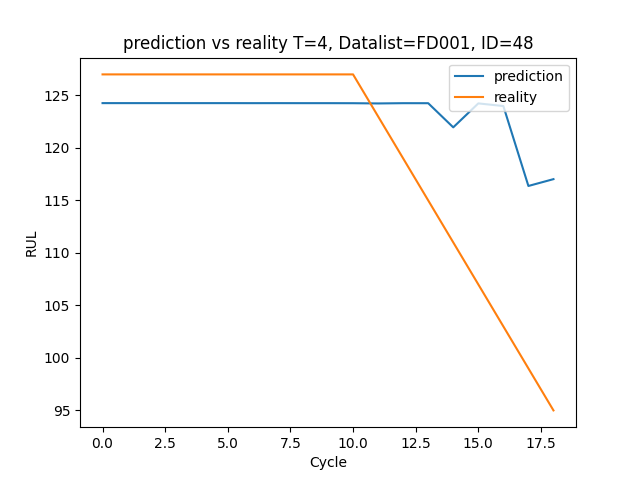 prediction vs reality T=4, Datalist=FD001, ID=48
prediction
reality
RUL
125
120
115
110
105
100
95
0.0 2.5 5.0 7.5 10.0 12.5 15.0 17.5
Cycle